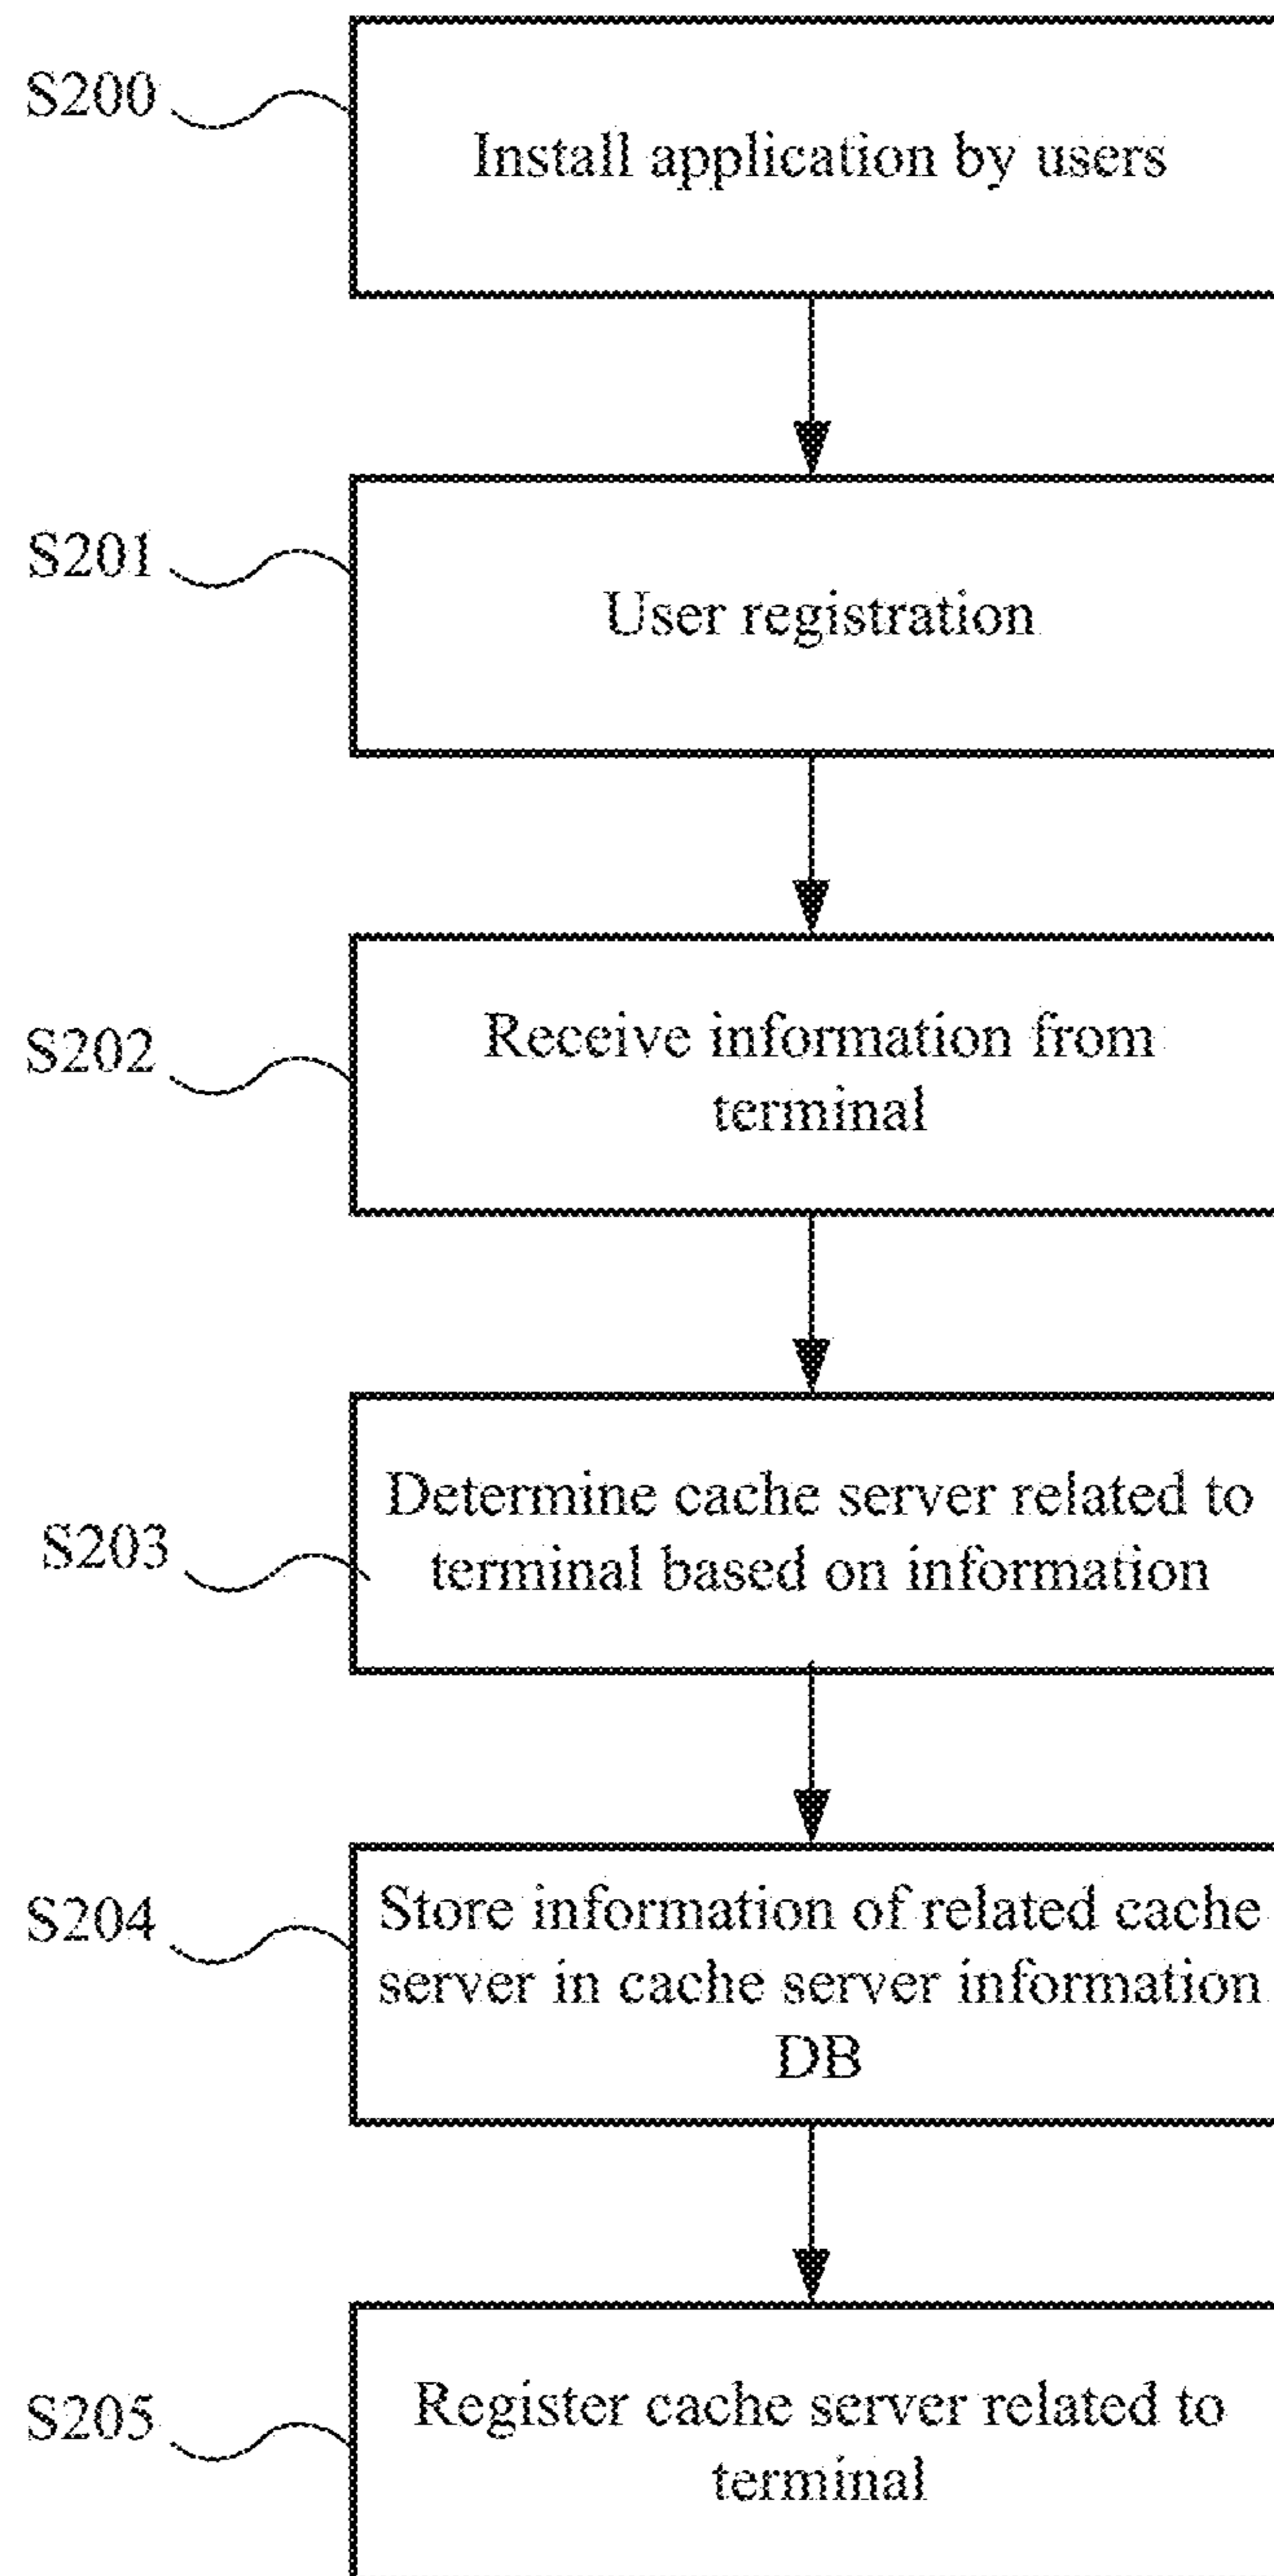 S200
Install application by users
S201
User registration
S202
Receive information from
terminal
S203
Determine cache server related to
terminal based on information
S204
Store information of related cache
server in cache server information
DB
S205
Register cache server related to
terminal